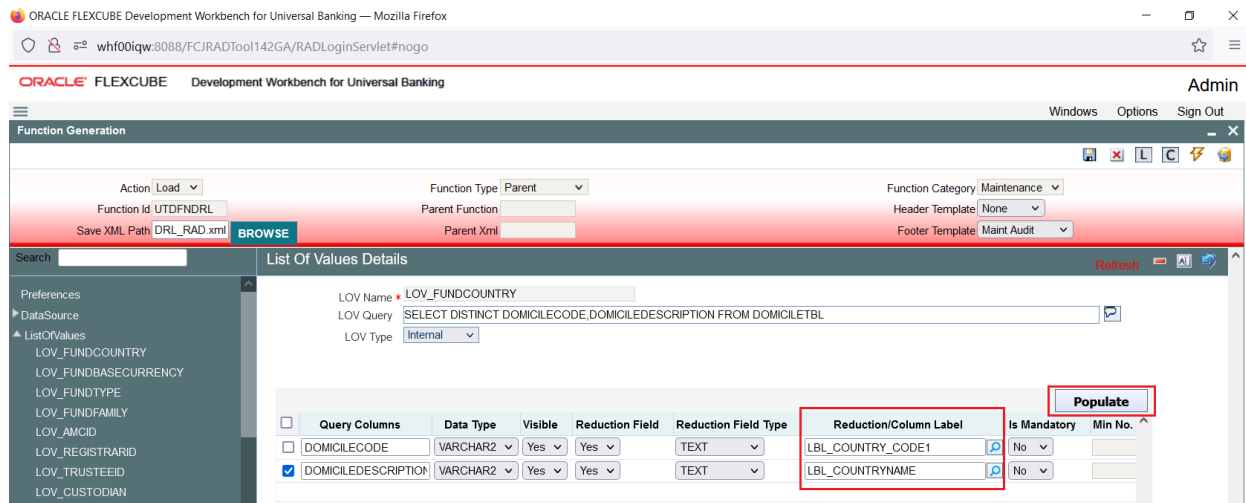 ORACLE FLEXCUBE Development Workbench for Universal Banking — Mozilla Firefox
whf00iqw:8088/FCJRADTool142GA/RADLoginServlet#nogo
ORACLE FLEXCUBE Development Workbench for Universal Banking Admin
Windows Options Sign Out
Function Generation
L C
Action Load Function Type Parent Function Category Maintenance
Function Id UTDFNDRL Parent Function Header Template None
Save XML Path DRL_RAD.xml BROWSE Parent Xml Footer Template Maint Audit
Search List Of Values Details Refresh
Preferences LOV Name * LOV_FUNDCOUNTRY
DataSource LOV Query SELECT DISTINCT DOMICILECODE,DOMICILEDESCRIPTION FROM DOMICILETBL
ListOfValues LOV Type Internal
LOV_FUNDCOUNTRY
LOV_FUNDBASECURRENCY
LOV_FUNDTYPE Populate
LOV_FUNDFAMILY Query Columns Data Type Visible Reduction Field Reduction Field Type Reduction/Column Label Is Mandatory Min No.
LOV_AMCID DOMICILECODE VARCHAR2 Yes Yes TEXT LBL_COUNTRY_CODE1 No
LOV_REGISTRARID
LOV_TRUSTEEID DOMICILEDESCRIPTION VARCHAR2 Yes Yes TEXT LBL_COUNTRYNAME No
LOV_CUSTODIAN